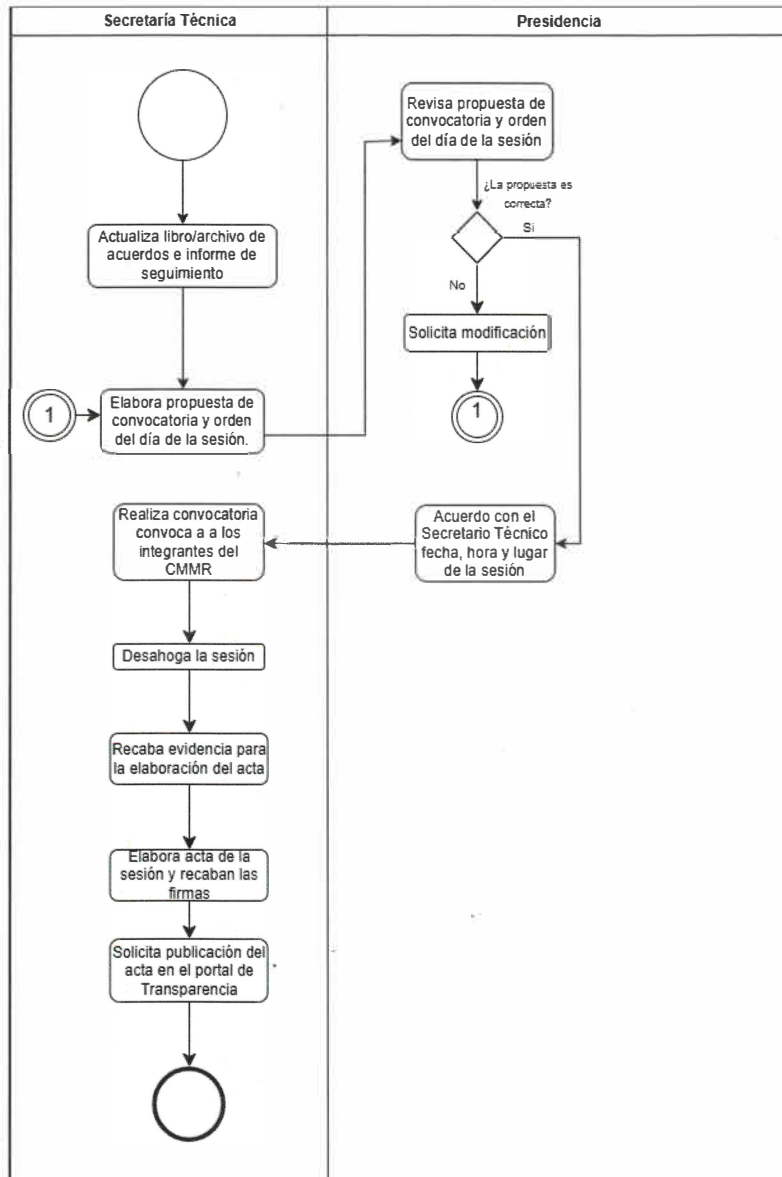 Secretaría Técnica
Presidencia
Revisa propuesta de
convocatoria y orden
del día de la sesión
¿La propuesta es
correcta?
Si
No
Actualiza libro/archivo de
acuerdos e informe de
seguimiento
Solicita modificación
1
Elabora propuesta de
convocatoria y orden
del día de la sesión.
1
Realiza convocatoria
convoca a a los
integrantes del
CMMR
Acuerdo con el
Secretario Técnico
fecha, hora y lugar
de la sesión
Desahoga la sesión
Recaba evidencia para
la elaboración del acta
Elabora acta de la
sesión y recaban las
firmas
Solicita publicación del
acta en el portal de
Transparencia